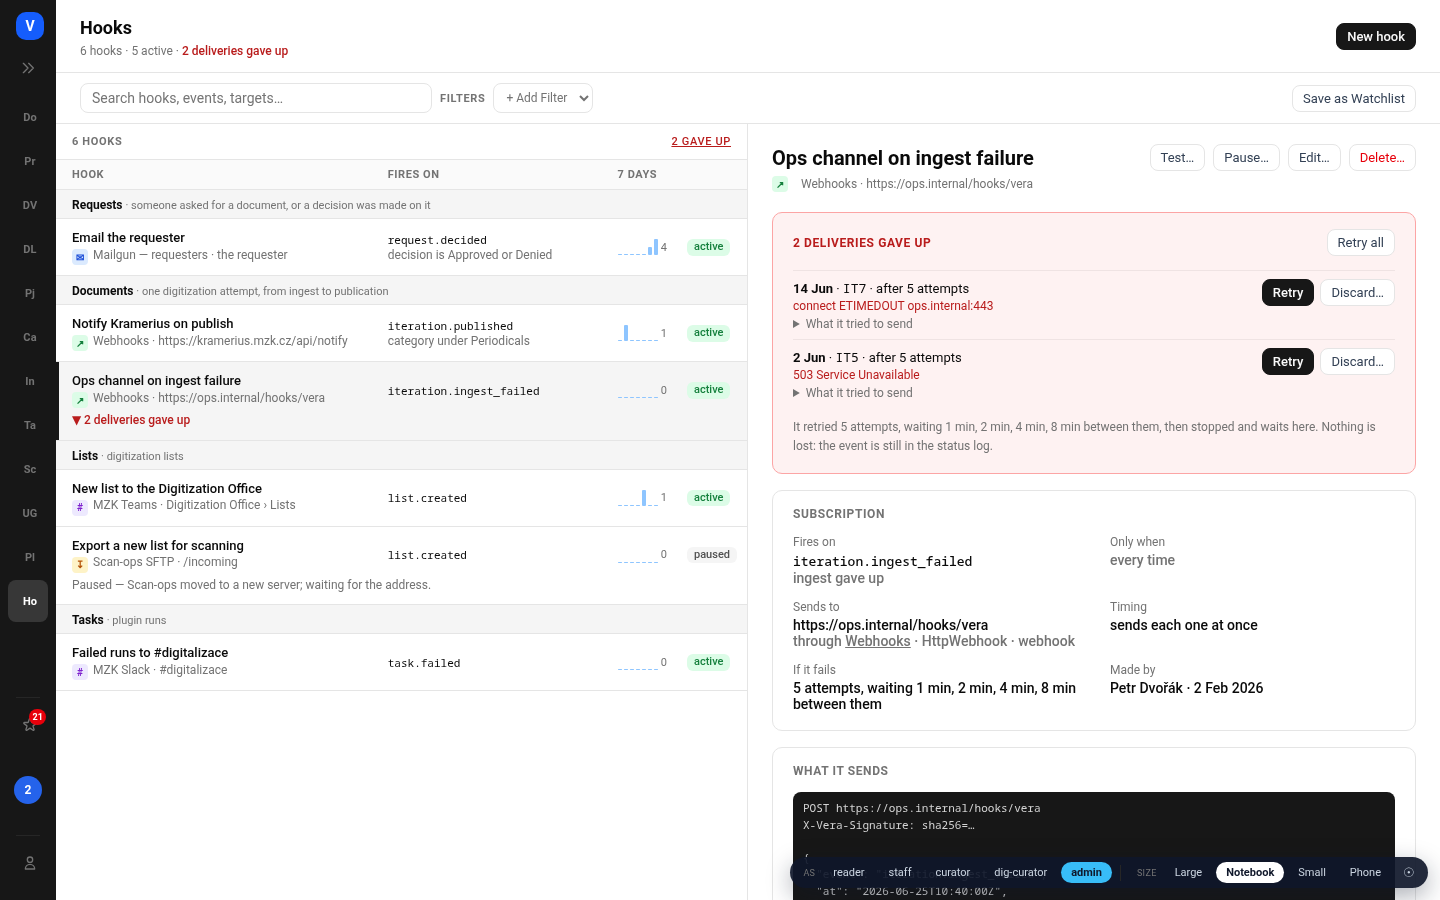 V
Hooks
6 hooks · 5 active · 2 deliveries gave up
New hook
Search hooks, events, targets…
FILTERS
+ Add Filter
Save as Watchlist
Do
Pr
DV
DL
Pj
Ca
In
Ta
Sc
UG
Pl
Ho
21
2
6 HOOKS
2 GAVE UP
HOOK FIRES ON 7 DAYS
Requests · someone asked for a document, or a decision was made on it
Email the requester
Mailgun — requesters · the requester
request.decided
decision is Approved or Denied
4
active
Documents · one digitization attempt, from ingest to publication
Notify Kramerius on publish
Webhooks · https://kramerius.mzk.cz/api/notify
iteration.published
category under Periodicals
1
active
Ops channel on ingest failure
Webhooks · https://ops.internal/hooks/vera
▼ 2 deliveries gave up
iteration.ingest_failed
0
active
Lists · digitization lists
New list to the Digitization Office
# MZK Teams · Digitization Office › Lists
list.created
1
active
Export a new list for scanning
Scan-ops SFTP · /incoming
list.created
0
paused
Paused — Scan-ops moved to a new server; waiting for the address.
Tasks · plugin runs
Failed runs to #digitalizace
# MZK Slack · #digitalizace
task.failed
0
active
Ops channel on ingest failure
Webhooks · https://ops.internal/hooks/vera
Test…
Pause…
Edit…
Delete…
2 DELIVERIES GAVE UP
Retry all
14 Jun · IT7 · after 5 attempts
connect ETIMEDOUT ops.internal:443
▶ What it tried to send
Retry
Discard…
2 Jun · IT5 · after 5 attempts
503 Service Unavailable
▶ What it tried to send
Retry
Discard…
It retried 5 attempts, waiting 1 min, 2 min, 4 min, 8 min between them, then stopped and waits here. Nothing is
lost: the event is still in the status log.
SUBSCRIPTION
Fires on
iteration.ingest_failed
ingest gave up
Only when
every time
Sends to
https://ops.internal/hooks/vera
through Webhooks · HttpWebhook · webhook
Timing
sends each one at once
If it fails
5 attempts, waiting 1 min, 2 min, 4 min, 8 min
between them
Made by
Petr Dvořák · 2 Feb 2026
WHAT IT SENDS
POST https://ops.internal/hooks/vera
X-Vera-Signature: sha256=…
{
"at": "2026-06-25T10:40:00Z",
AS reader staff curator dig-curator admin SIZE Large Notebook Small Phone